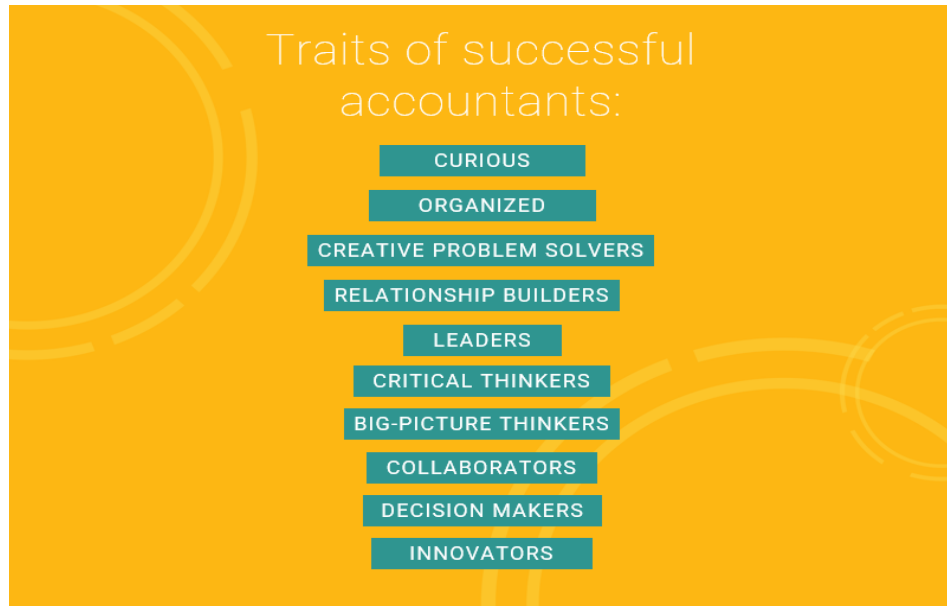 Traits of successful
accountants:
CURIOUS
ORGANIZED
CREATIVE PROBLEM SOLVERS
RELATIONSHIP BUILDERS
LEADERS
CRITICAL THINKERS
BIG-PICTURE THINKERS
COLLABORATORS
DECISION MAKERS
INNOVATORS